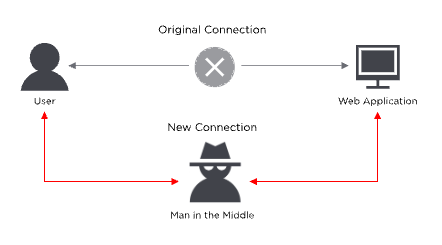 Original Connection
User
Web Application
New Connection
Man in the Middle